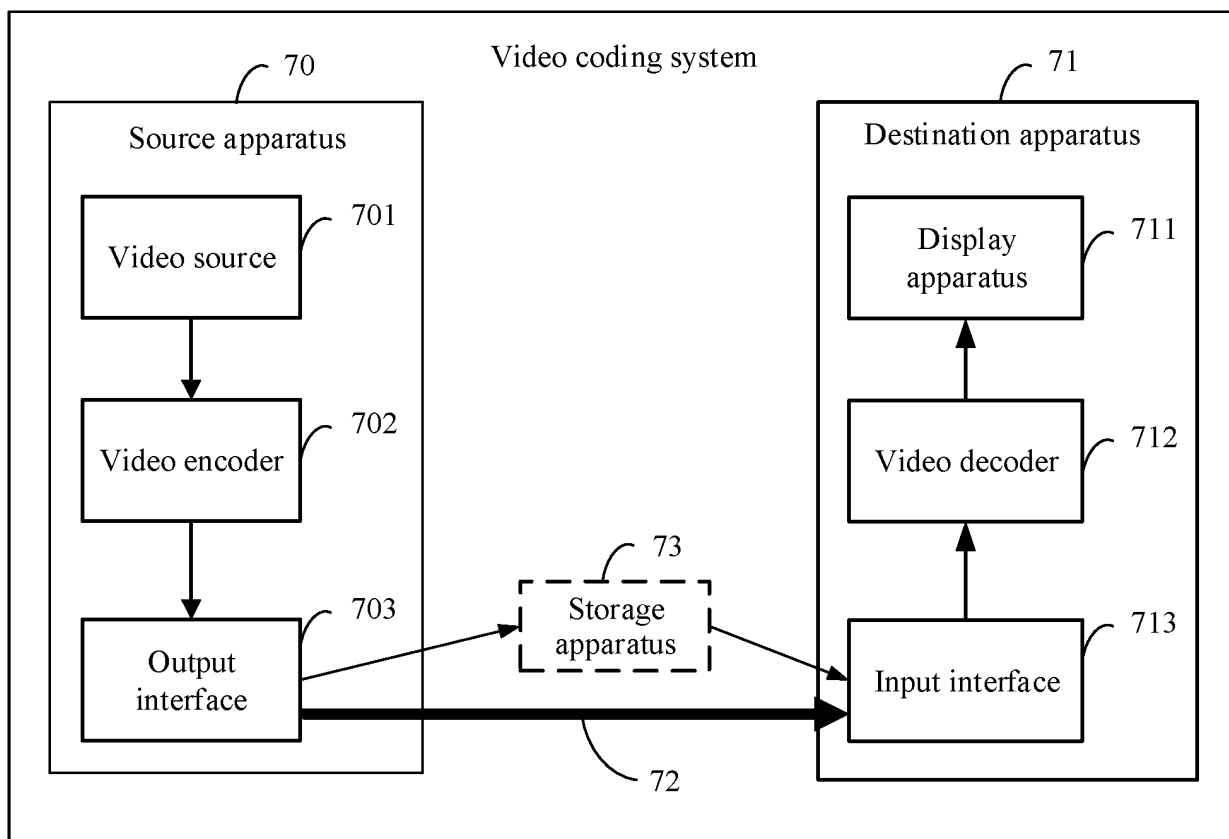 Video coding system
70
Source apparatus
701
Video source
702
Video encoder
703
Output
interface
73
Storage
apparatus
72
71
Destination apparatus
711
Display
apparatus
712
Video decoder
713
Input interface